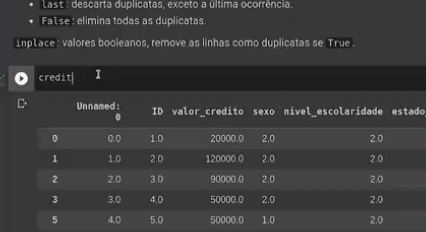 last: descarta duplicatas, exceto a última ocorrência.
False: elimina todas as duplicatas.
inplace: valores booleanos, remove as linhas como duplicatas se True.
credit
Unnamed: 0 ID valor_credito sexo nivel_escolaridade estado_
0 0.0 1.0 20000.0 2.0 2.0
1 1.0 2.0 120000.0 2.0 2.0
2 2.0 3.0 90000.0 2.0 2.0
3 3.0 4.0 50000.0 2.0 2.0
5 4.0 5.0 50000.0 1.0 2.0